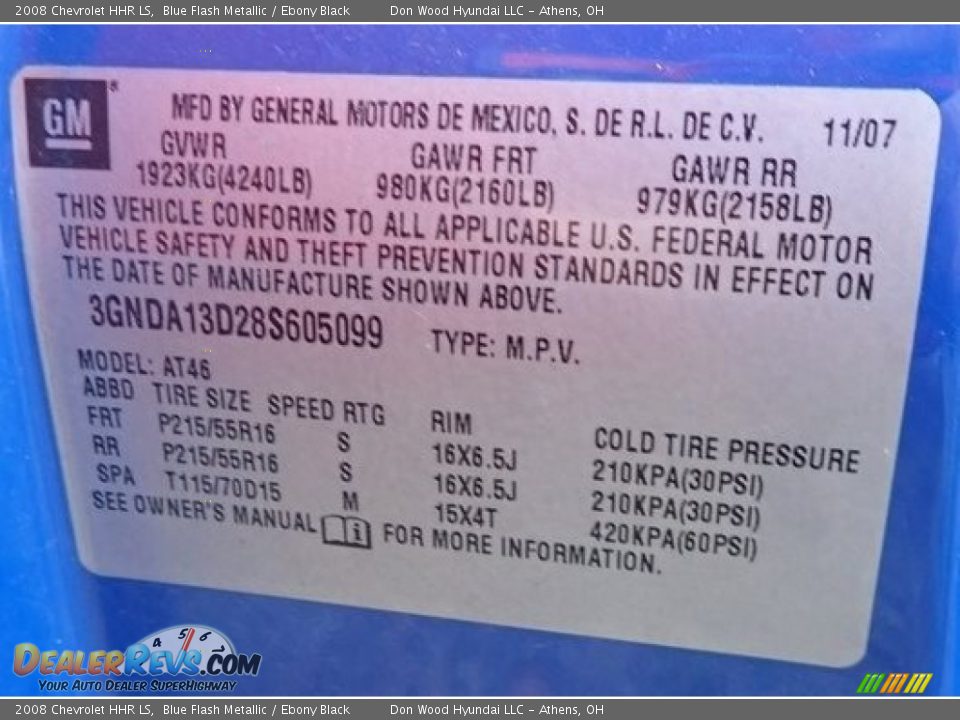 2008 Chevrolet HHR LS, Blue Flash Metallic / Ebony Black Don Wood Hyundai LLC - Athens, OH
GM®
MFD BY GENERAL MOTORS DE MEXICO, S. DE R.L. DE C.V. 11/07
GVWR GAWR FRT GAWR RR
1923KG(4240LB) 980KG(2160LB) 979KG(2158LB)
THIS VEHICLE CONFORMS TO ALL APPLICABLE U.S. FEDERAL MOTOR
VEHICLE SAFETY AND THEFT PREVENTION STANDARDS IN EFFECT ON
THE DATE OF MANUFACTURE SHOWN ABOVE.
3GNDA13D28S605099 TYPE: M.P.V.
MODEL: AT46
ABBD TIRE SIZE SPEED RTG RIM COLD TIRE PRESSURE
FRT P215/55R16 S 16X6.5J 210KPA(30PSI)
RR P215/55R16 S 16X6.5J 210KPA(30PSI)
SPA T115/70D15 M 15X4T 420KPA(60PSI)
SEE OWNER'S MANUAL i FOR MORE INFORMATION.
4 5 6
DEALERREVS.COM
YOUR AUTO DEALER SUPERHIGHWAY
2008 Chevrolet HHR LS, Blue Flash Metallic / Ebony Black Don Wood Hyundai LLC - Athens, OH